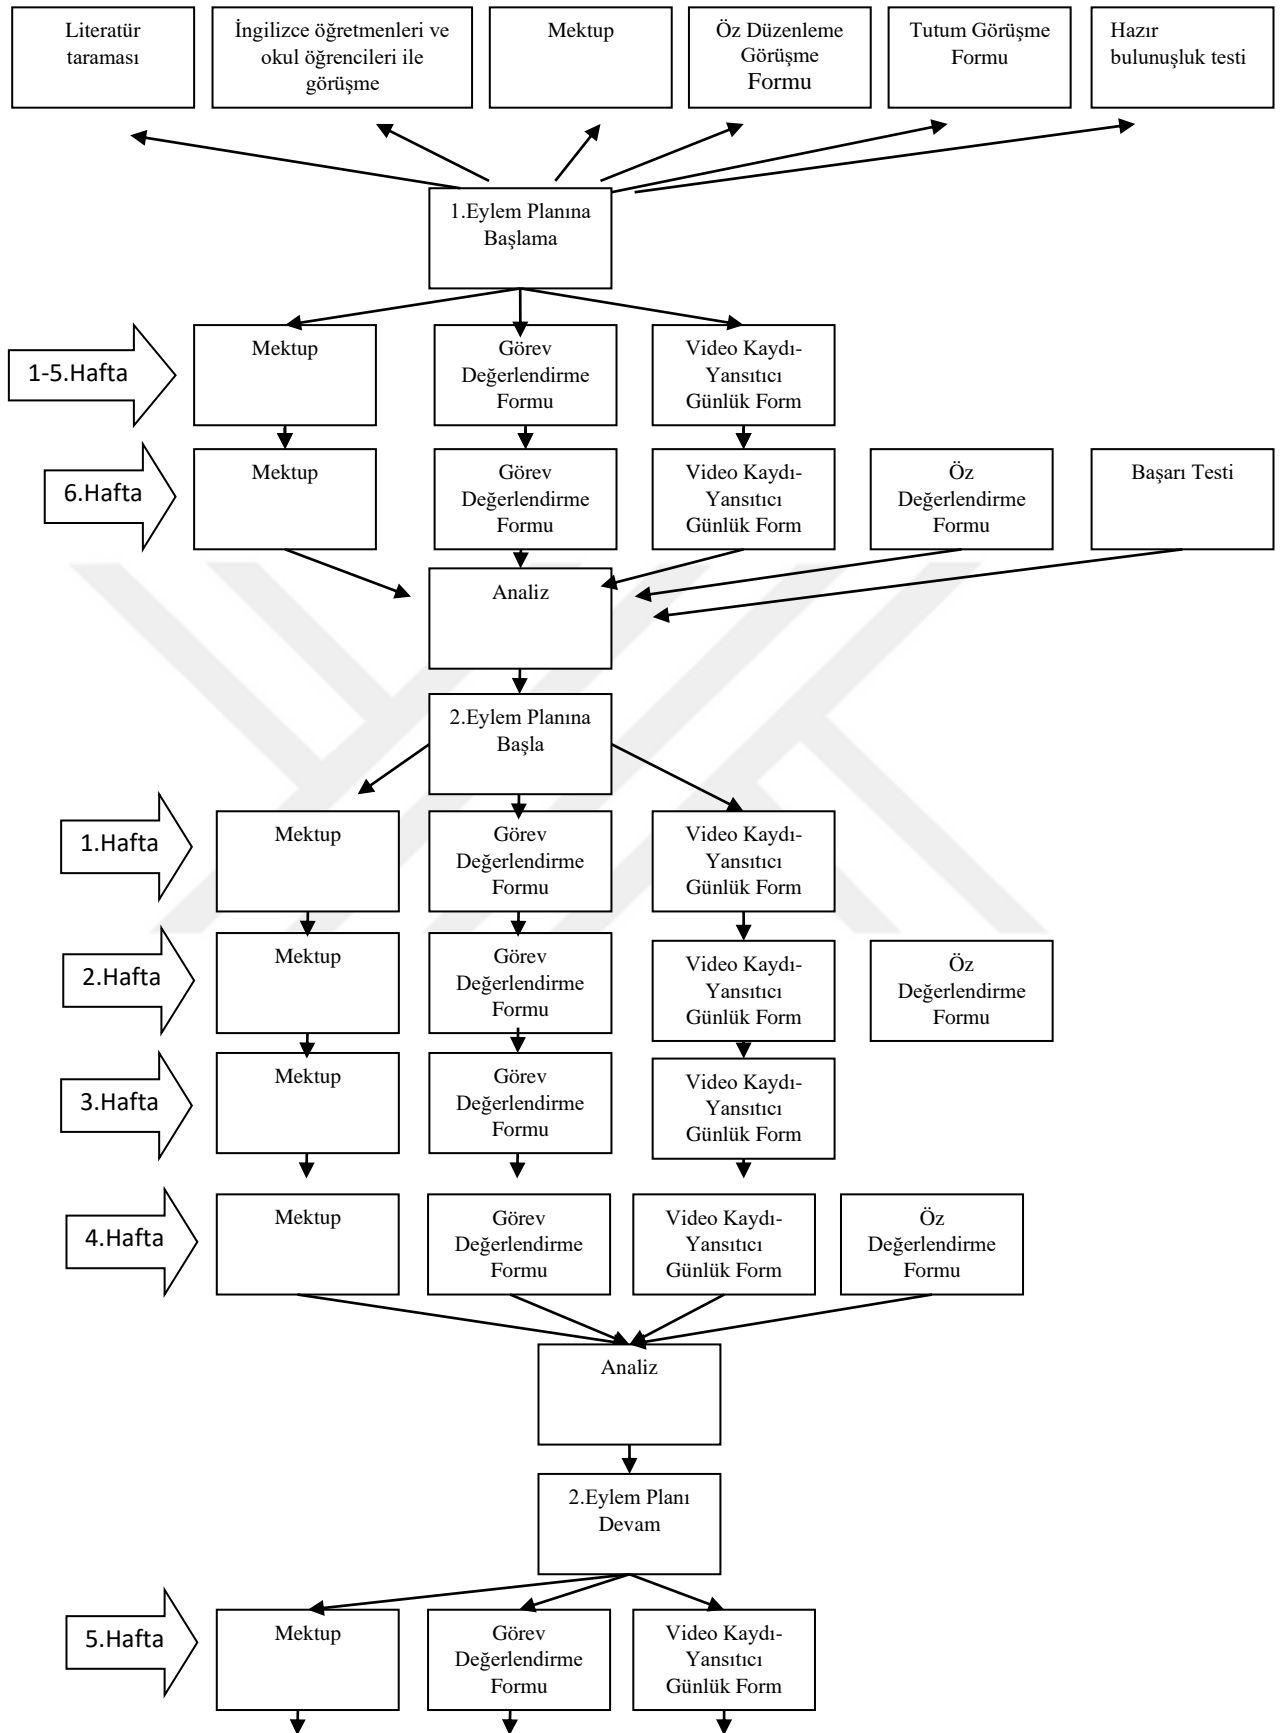 Literatür
taraması
İngilizce öğretmenleri ve
okul öğrencileri ile
görüşme
Mektup
Öz Düzenleme
Görüşme
Formu
Tutum Görüşme
Formu
Hazır
bulunuşluk testi
1.Eylem Planına
Başlama
1-5.Hafta
Mektup
Görev
Değerlendirme
Formu
Video Kaydı-
Yansıtıcı
Günlük Form
6.Hafta
Mektup
Görev
Değerlendirme
Formu
Video Kaydı-
Yansıtıcı
Günlük Form
Öz
Değerlendirme
Formu
Başarı Testi
Analiz
2.Eylem Planına
Başla
1.Hafta
Mektup
Görev
Değerlendirme
Formu
Video Kaydı-
Yansıtıcı
Günlük Form
2.Hafta
Mektup
Görev
Değerlendirme
Formu
Video Kaydı-
Yansıtıcı
Günlük Form
Öz
Değerlendirme
Formu
3.Hafta
Mektup
Görev
Değerlendirme
Formu
Video Kaydı-
Yansıtıcı
Günlük Form
4.Hafta
Mektup
Görev
Değerlendirme
Formu
Video Kaydı-
Yansıtıcı
Günlük Form
Öz
Değerlendirme
Formu
Analiz
2.Eylem Planı
Devam
5.Hafta
Mektup
Görev
Değerlendirme
Formu
Video Kaydı-
Yansıtıcı
Günlük Form